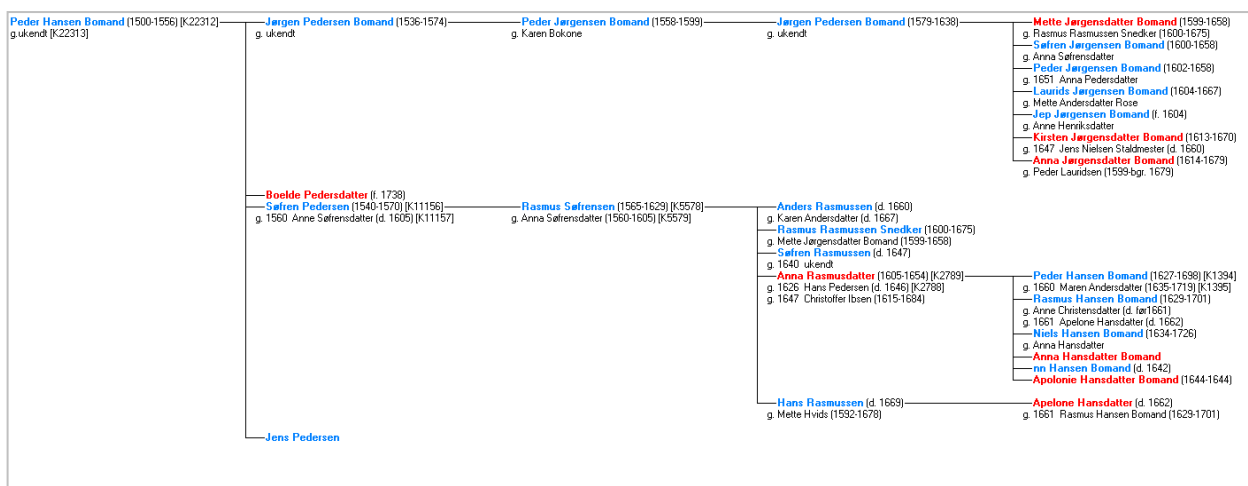 Peder Hansen Bomand (1500-1556) [K22312]
g.ukendt [K22313]
Jørgen Pedersen Bomand (1536-1574)
g. ukendt
Peder Jørgensen Bomand (1558-1599)
g. Karen Bokone
Jørgen Pedersen Bomand (1579-1638)
g. ukendt
Mette Jørgensdatter Bomand (1599-1658)
g. Rasmus Rasmussen Snedker (1600-1675)
Søfren Jørgensen Bomand (1600-1658)
g. Anna Søfrensdatter
Peder Jørgensen Bomand (1602-1658)
g. 1651 Anna Pedersdatter
Laurids Jørgensen Bomand (1604-1667)
g. Mette Andersdatter Rose
Jep Jørgensen Bomand (f. 1604)
g. Anne Henriksdatter
Kirsten Jørgensdatter Bomand (1613-1670)
g. 1647 Jens Nielsen Staldmester (d. 1660)
Anna Jørgensdatter Bomand (1614-1679)
g. Peder Lauridsen (1599-bgr. 1679)
Boelde Pedersdatter (f. 1738)
Søfren Pedersen (1540-1570) [K11156]
g. 1560 Anne Søfrensdatter (d. 1605) [K11157]
Rasmus Søfrensen (1565-1629) [K5578]
g. Anna Søfrensdatter (1560-1605) [K5579]
Anders Rasmussen (d. 1660)
g. Karen Andersdatter (d. 1667)
Rasmus Rasmussen Snedker (1600-1675)
g. Mette Jørgensdatter Bomand (1599-1658)
Søfren Rasmussen (d. 1647)
g. 1640 ukendt
Anna Rasmusdatter (1605-1654) [K2789]
g. 1626 Hans Pedersen (d. 1646) [K2788]
g. 1647 Christoffer Ibsen (1615-1684)
Peder Hansen Bomand (1627-1698) [K1394]
g. 1660 Maren Andersdatter (1635-1719) [K1395]
Rasmus Hansen Bomand (1629-1701)
g. Anne Christensdatter (d. før1661)
g. 1661 Apelone Hansdatter (d. 1662)
Niels Hansen Bomand (1634-1726)
g. Anna Hansdatter
Anna Hansdatter Bomand
nn Hansen Bomand (d. 1642)
Apolonie Hansdatter Bomand (1644-1644)
Hans Rasmussen (d. 1669)
g. Mette Hvids (1592-1678)
Apelone Hansdatter (d. 1662)
g. 1661 Rasmus Hansen Bomand (1629-1701)
Jens Pedersen